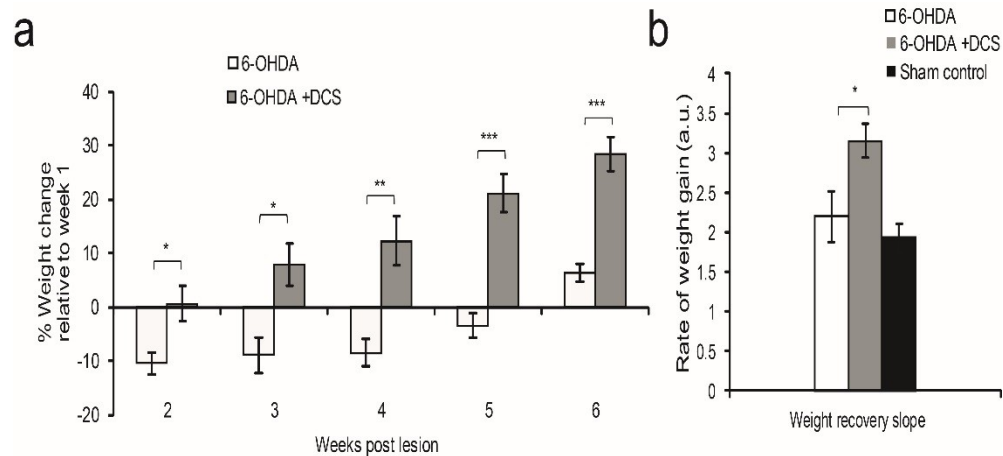 a
6-OHDA
6-OHDA +DCS
% Weight change
relative to week 1
40
30
20
10
0
-10
-20
*
*
**
***
***
2 3 4 5 6
Weeks post lesion
b
6-OHDA
6-OHDA +DCS
Sham control
Rate of weight gain (a.u.)
4
3.5
3
2.5
2
1.5
1
0.5
0
*
Weight recovery slope